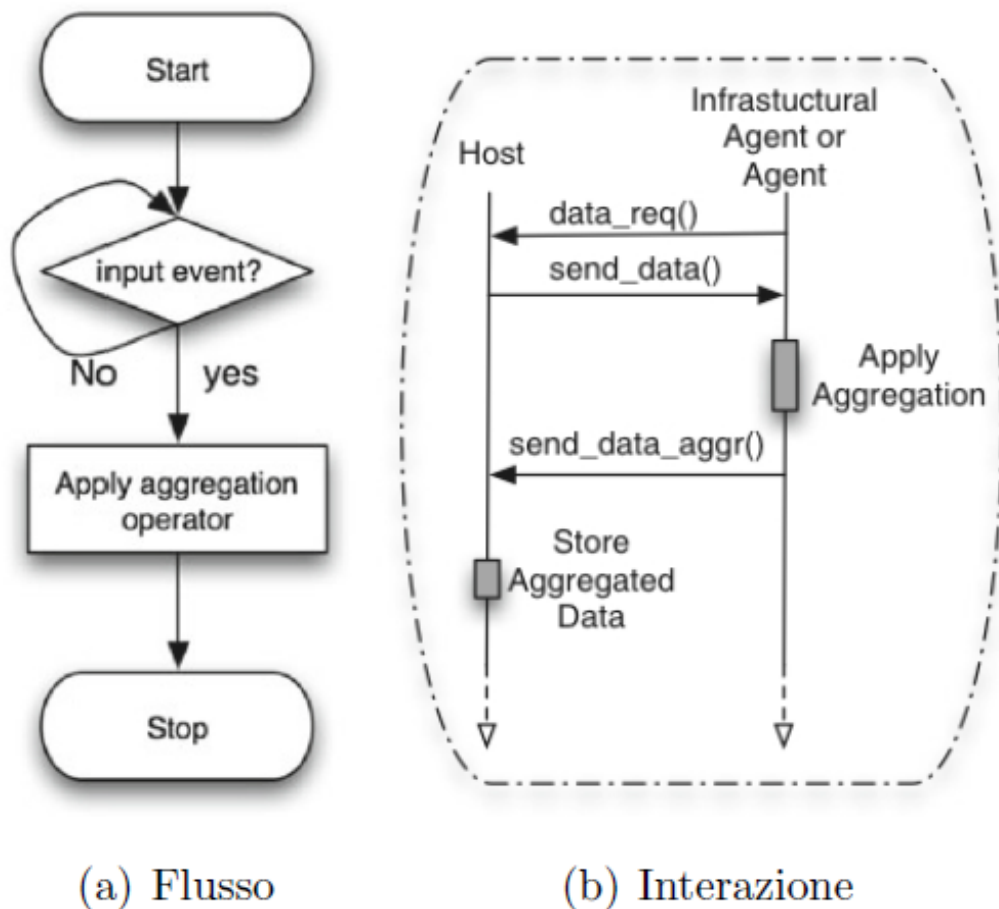 Start
input event?
No
yes
Apply aggregation
operator
Stop
(a) Flusso
Host
Infrastuctural
Agent or
Agent
data_req()
send_data()
Apply
Aggregation
send_data_aggr()
Store
Aggregated
Data
(b) Interazione